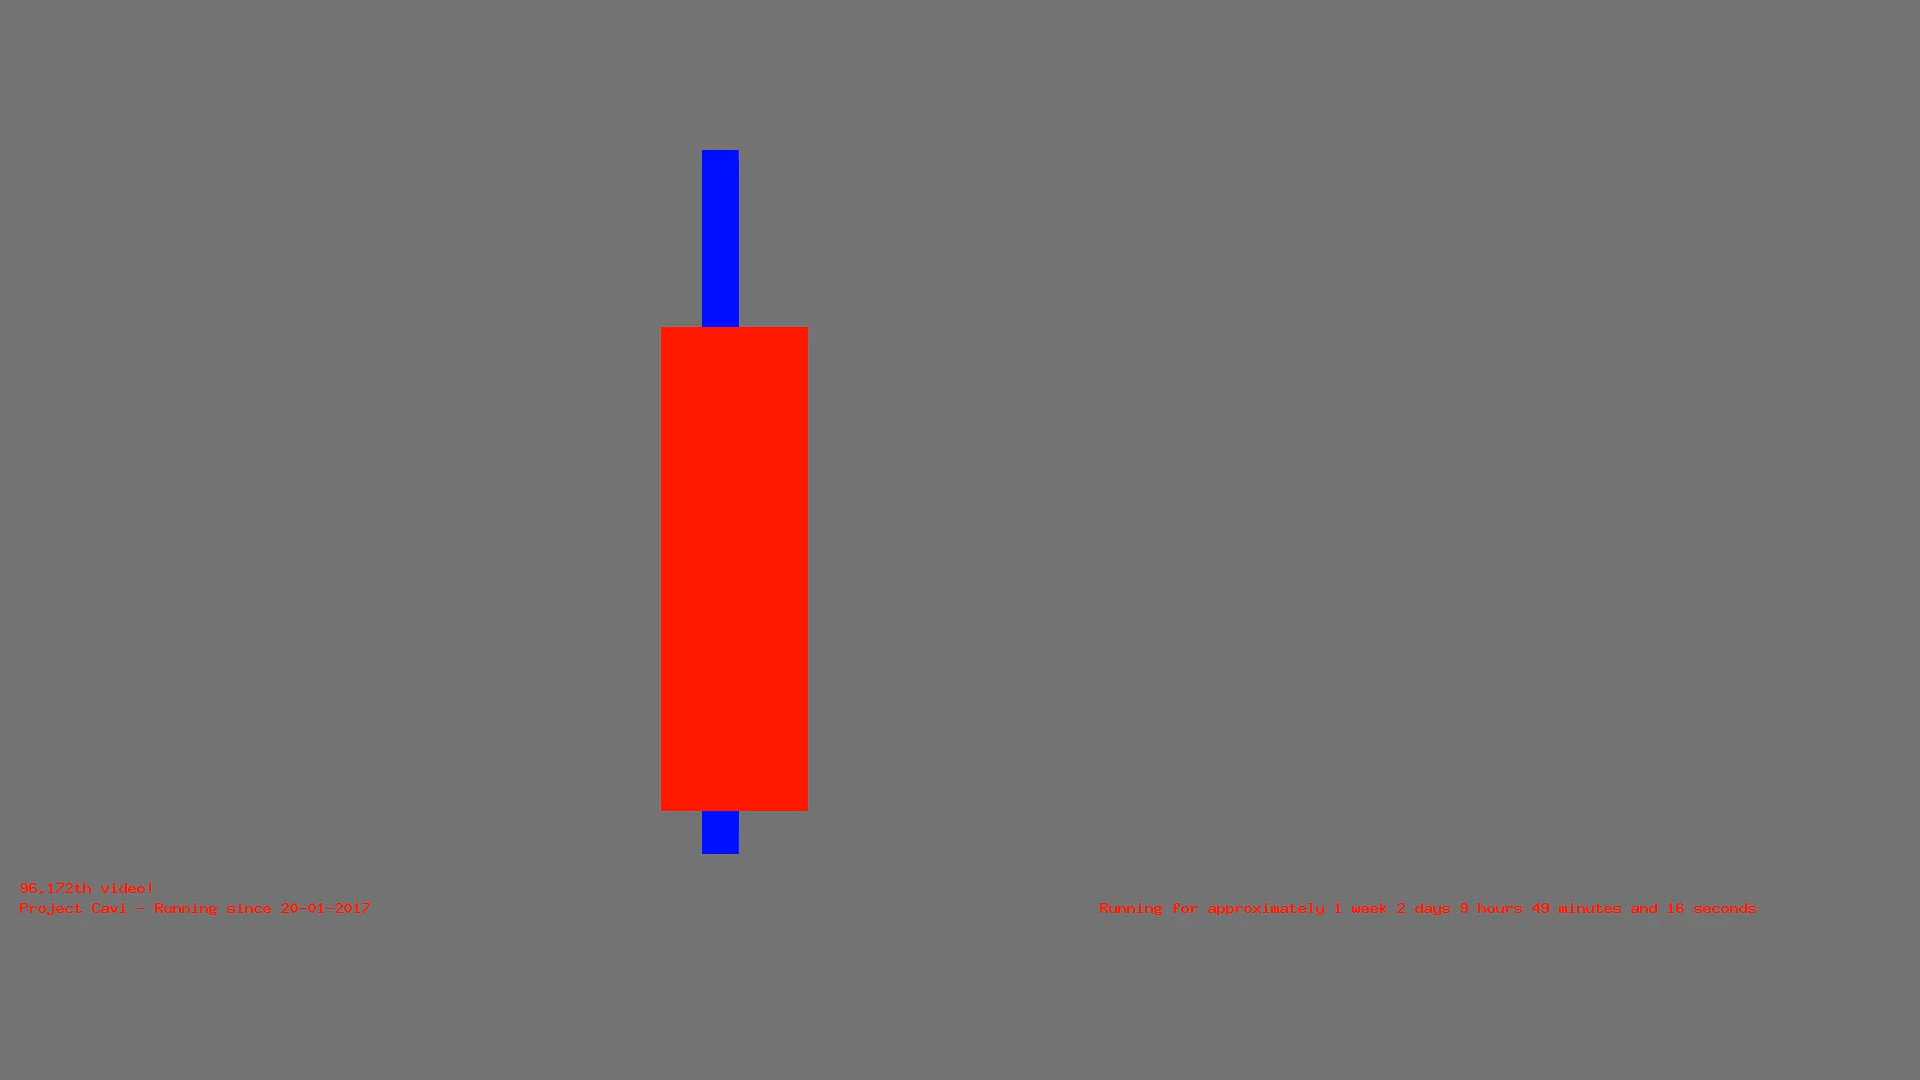 96,172th video!
Project Cavi - Running since 20-01-2017
Running for approximately 1 week 2 days 9 hours 49 minutes and 16 seconds